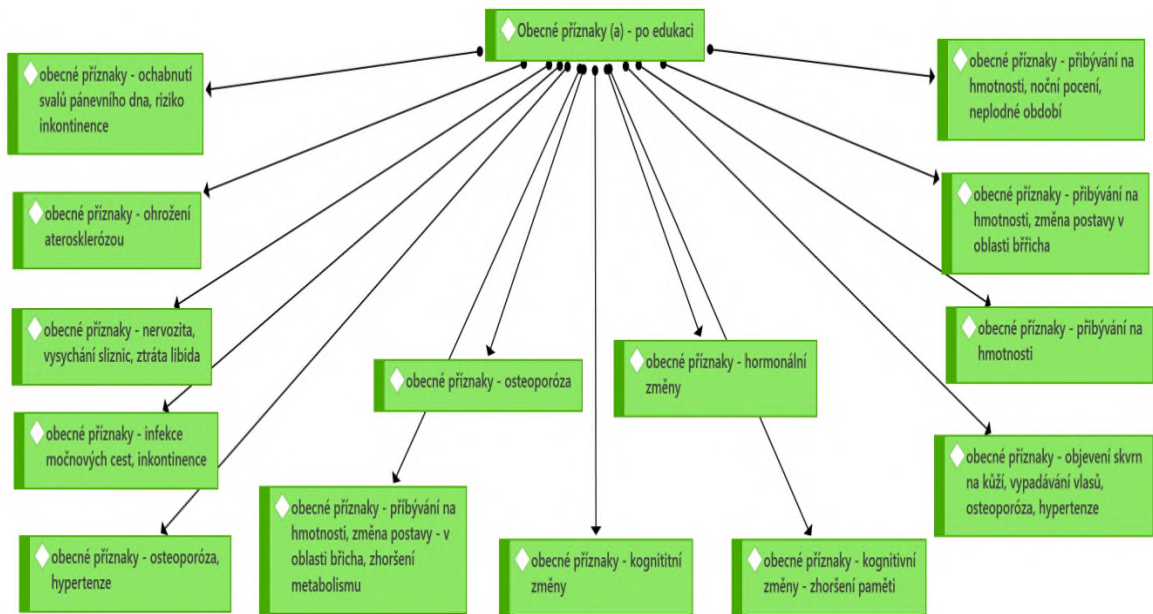 Obecné příznaky (a) - po edukaci
obecné příznaky - ochabnutí
svalů pánevního dna, riziko
inkontinence
obecné příznaky - přibývání na
hmotnosti, noční pocení,
neplodné období
obecné příznaky - ohrožení
aterosklerózou
obecné příznaky - přibývání na
hmotnosti, změna postavy v
oblasti bříicha
obecné příznaky - nervozita,
vysychání sliznic, ztráta libida
obecné příznaky - přibývání na
hmotnosti
obecné příznaky - osteoporóza
obecné příznaky - hormonální
změny
obecné příznaky - infekce
močnových cest, inkontinence
obecné příznaky - objevení skvrn
na kůží, vypadávání vlasů,
osteoporóza, hypertenze
obecné příznaky - osteoporóza,
hypertenze
obecné příznaky - přibývání na
hmotnosti, změna postavy - v
oblasti břicha, zhoršení
metabolismu
obecné příznaky - kognititní
změny
obecné příznaky - kognitivní
změny - zhoršení paměti